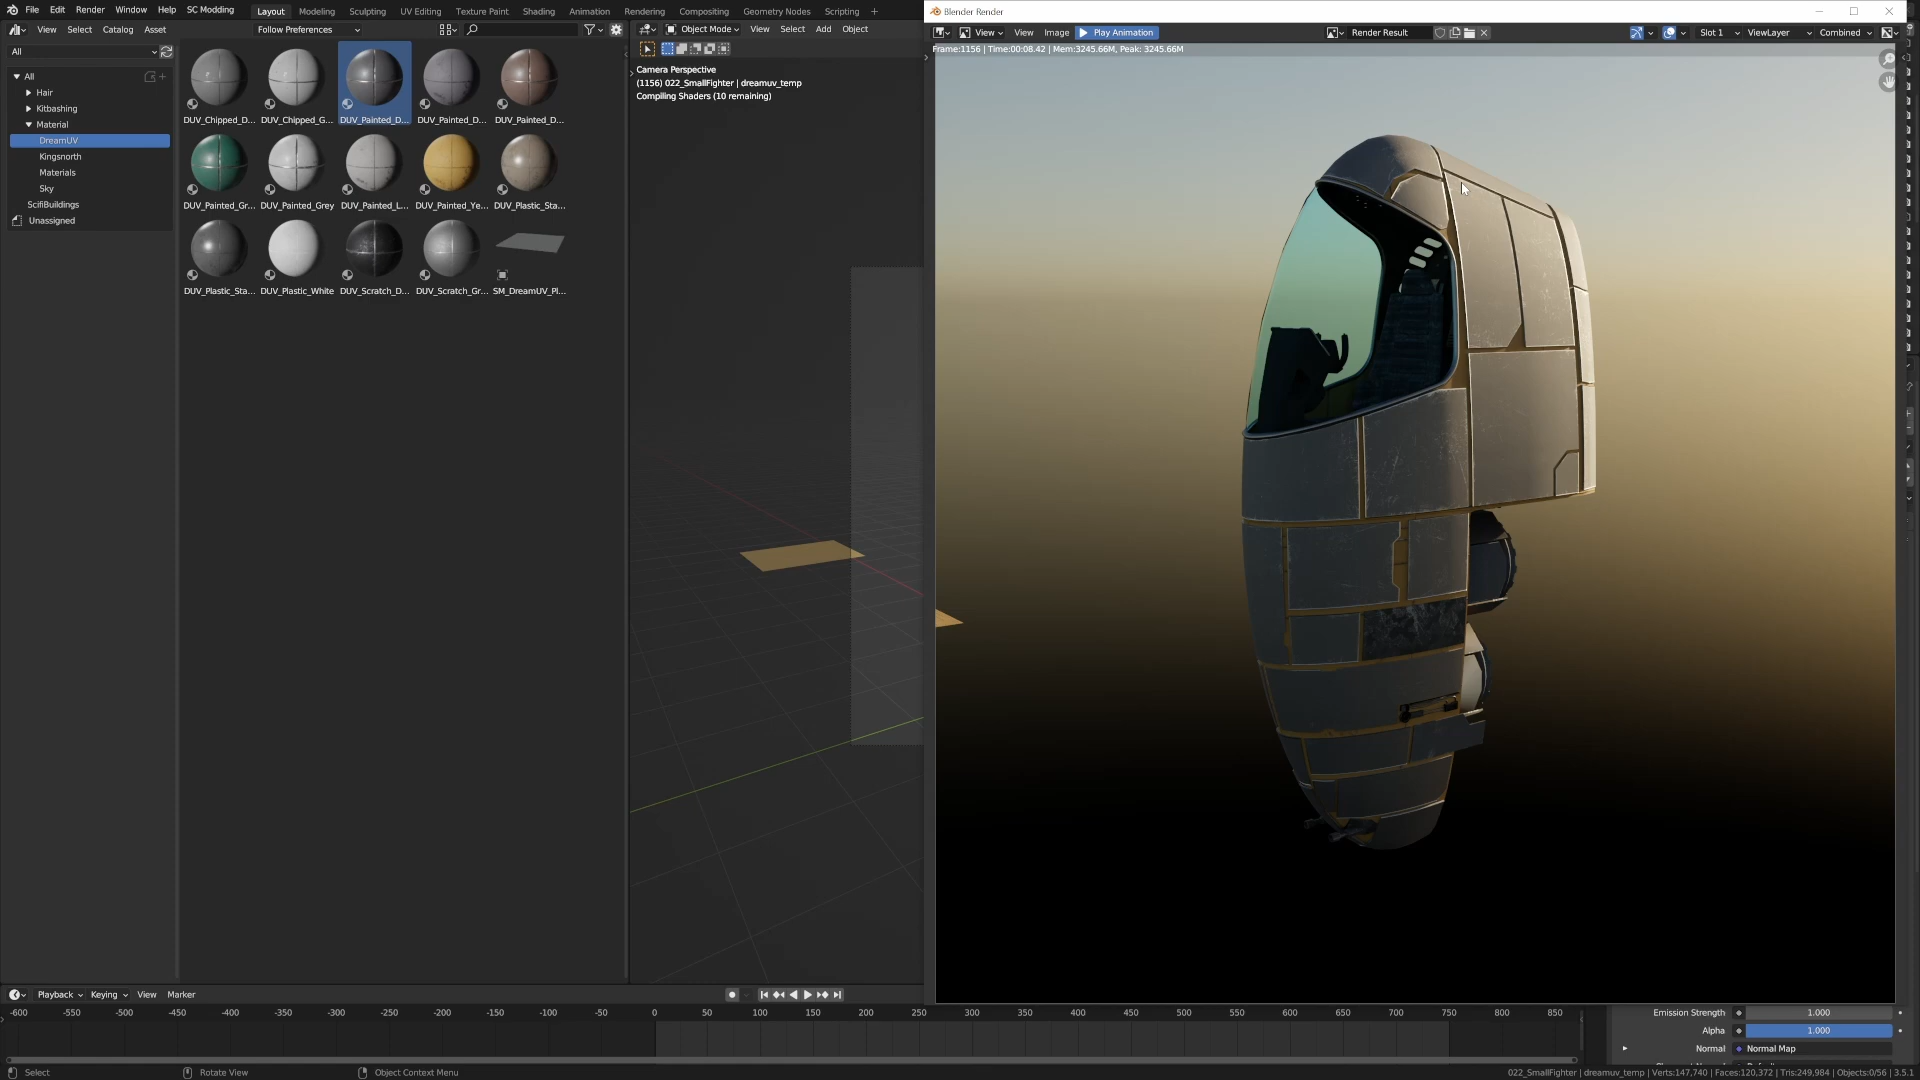 File Edit Render Window Help SC Modding Layout Modeling Sculpting UV Editing Texture Paint Shading Animation Rendering Compositing Geometry Nodes Scripting +
Blender Render
View Select Catalog Asset Follow Preferences
Object Mode View Select Add Object
View View Image Play Animation Render Result Slot 1 ViewLayer Combined
Frame:1156 | Time:00:08.42 | Mem:3245.66M, Peak: 3245.66M
All
All
Hair
Kitbashing
Material
DreamUV
Kingsnorth
Materials
Sky
ScifiBuildings
Unassigned
DUV_Chipped_D... DUV_Chipped_G... DUV_Painted_D... DUV_Painted_D... DUV_Painted_D...
DUV_Painted_Gr... DUV_Painted_Grey DUV_Painted_L... DUV_Painted_Ye... DUV_Plastic_Sta...
DUV_Plastic_Sta... DUV_Plastic_White DUV_Scratch_D... DUV_Scratch_Gr... SM_DreamUV_Pl...
Camera Perspective
(1156) 022_SmallFighter | dreamuv_temp
Compiling Shaders (10 remaining)
Playback Keying View Marker
-600 -550 -500 -450 -400 -350 -300 -250 -200 -150 -100 -50 0 50 100 150 200 250 300 350 400 450 500 550 600 650 700 750 800 850
Emission Strength 1.000
Alpha 1.000
Normal Normal Map
Select Rotate View Object Context Menu
022_SmallFighter | dreamuv_temp | Verts:147,740 | Faces:120,372 | Tris:249,984 | Objects:0/56 | 3.5.1